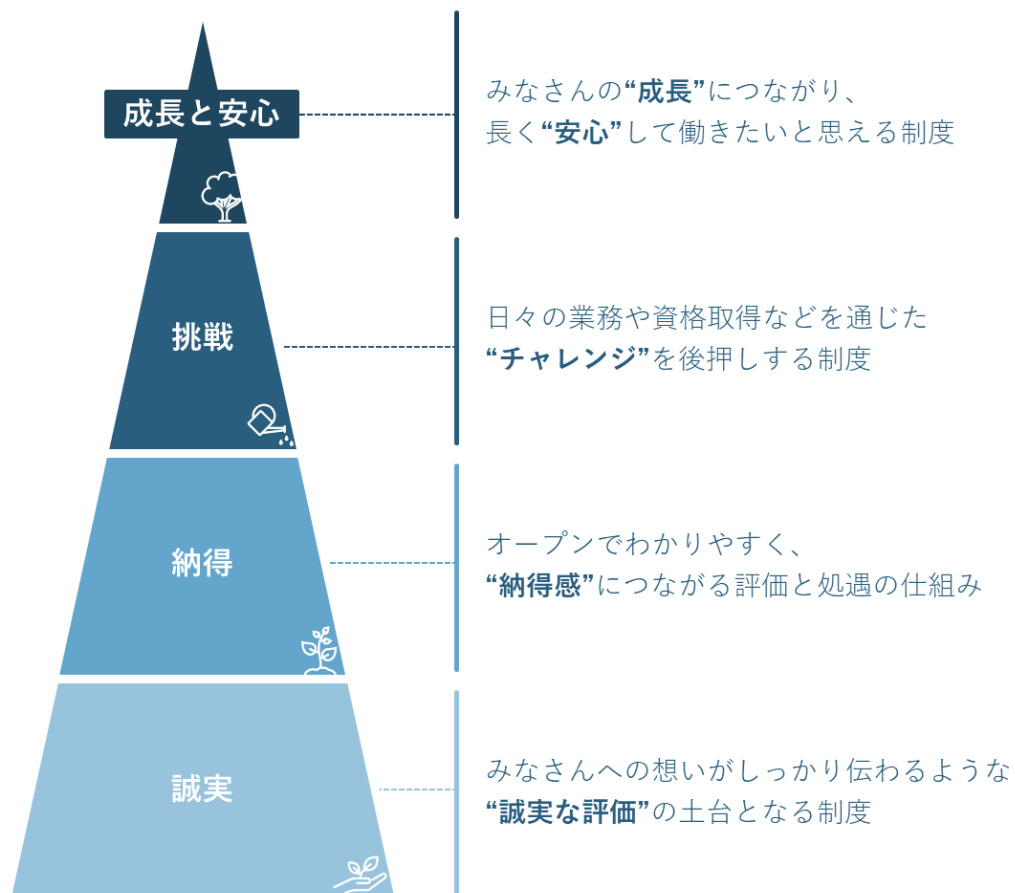 成長と安心
みなさんの“成長”につながり、
長く“安心”して働きたいと思える制度
挑戦
日々の業務や資格取得などを通じた
“チャレンジ”を後押しする制度
納得
オープンでわかりやすく、
“納得感”につながる評価と処遇の仕組み
誠実
みなさんへの想いがしっかり伝わるような
“誠実な評価”の土台となる制度